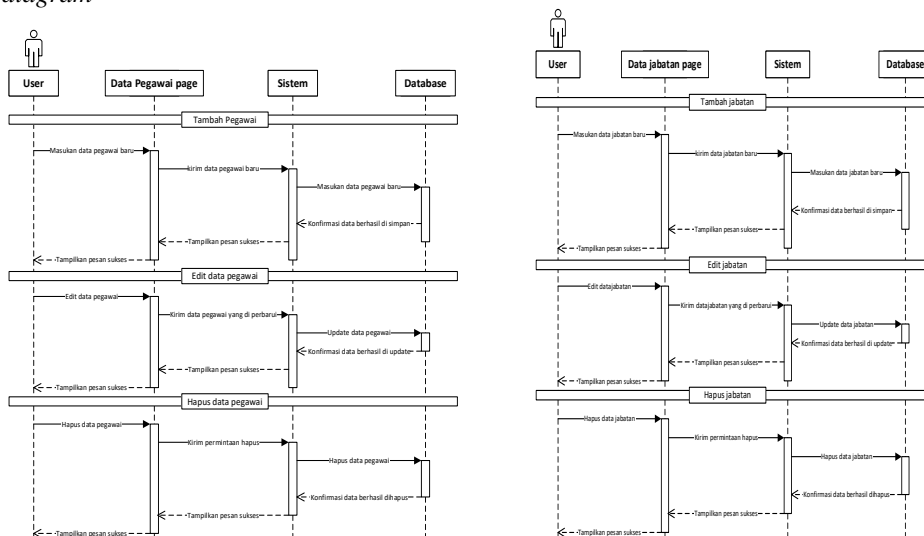 diagram
User
Data Pegawai page
Sistem
Database
Tambah Pegawai
Masukan data pegawai baru
kirim data pegawai baru
Masukan data pegawai baru
Konfirmasi data berhasil di simpan
Tampilkan pesan sukses
Tampilkan pesan sukses
Edit data pegawai
Edit data pegawai
Kirim data pegawai yang di perbarui
Update data pegawai
Konfirmasi data berhasil di update
Tampilkan pesan sukses
Tampilkan pesan sukses
Hapus data pegawai
Hapus data pegawai
Kirim permintaan hapus
Hapus data pegawai
Konfirmasi data berhasil dihapus
Tampilkan pesan sukses
Tampilkan pesan sukses
User
Data jabatan page
Sistem
Database
Tambah jabatan
Masukan data jabatan baru
kirim data jabatan baru
Masukan data jabatan baru
Konfirmasi data berhasil di simpan
Tampilkan pesan sukses
Tampilkan pesan sukses
Edit jabatan
Edit datajabatan
Kirim datajabatan yang di perbarui
Update data jabatan
Konfirmasi data berhasil di update
Tampilkan pesan sukses
Tampilkan pesan sukses
Hapus jabatan
Hapus data jabatan
Kirim permintaan hapus
Hapus data jabatan
Konfirmasi data berhasil dihapus
Tampilkan pesan sukses
Tampilkan pesan sukses